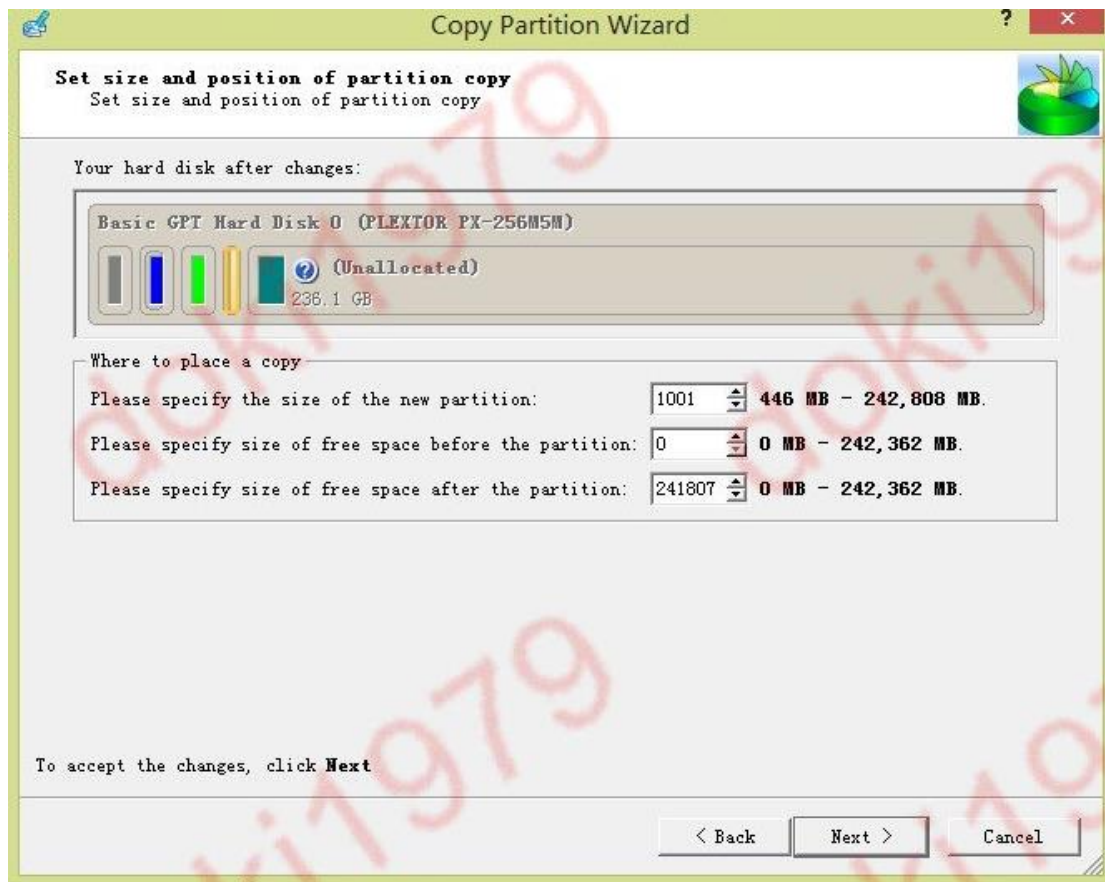 Copy Partition Wizard
?
Set size and position of partition copy
Set size and position of partition copy
Your hard disk after changes:
Basic GPT Hard Disk 0 (PLEXTOR PX-256M5M)
(Unallocated)
236.1 GB
Where to place a copy
Please specify the size of the new partition: 1001 446 MB - 242,808 MB.
Please specify size of free space before the partition: 0 0 MB - 242,362 MB.
Please specify size of free space after the partition: 241807 0 MB - 242,362 MB.
To accept the changes, click Next
< Back Next > Cancel
doki1979